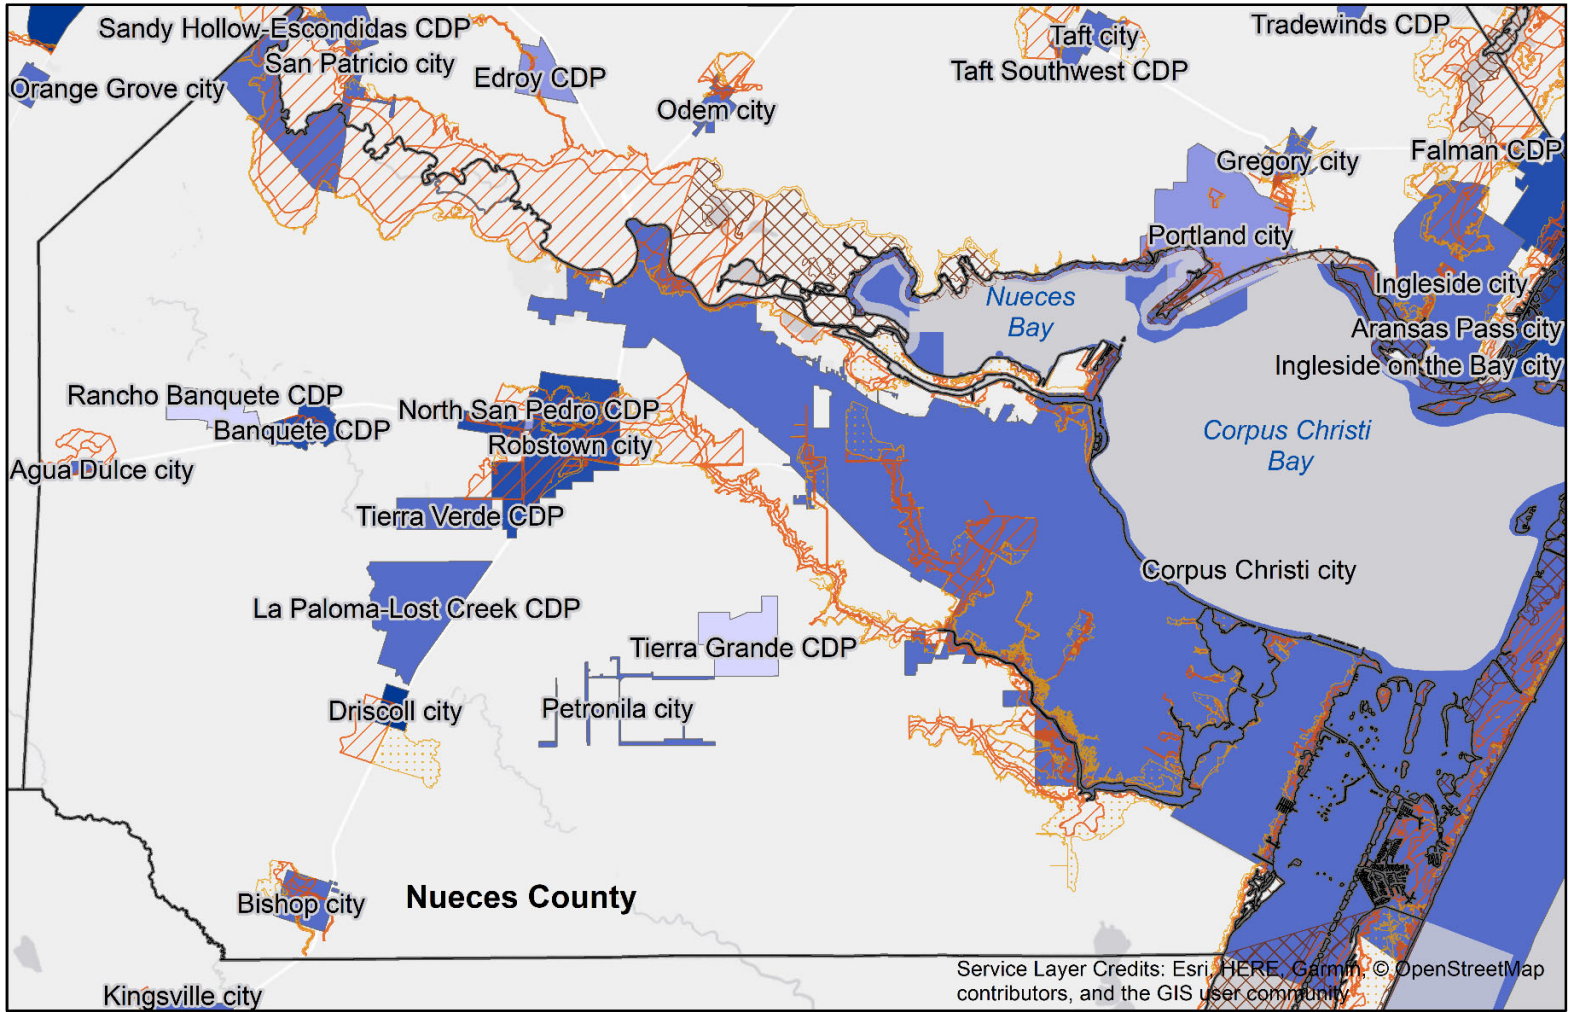 Sandy Hollow-Escondidas CDP
Taft city
Tradewinds CDP
San Patricio city
Edroy CDP
Taft Southwest CDP
Orange Grove city
Odem city
Gregory city
Falman CDP
Portland city
Nueces
Bay
Ingleside city
Aransas Pass city
Ingleside on the Bay city
Rancho Banquete CDP
North San Pedro CDP
Banquete CDP
Robstown city
Corpus Christi
Bay
Agua Dulce city
Tierra Verde CDP
Corpus Christi city
La Paloma-Lost Creek CDP
Tierra Grande CDP
Driscoll city
Petronila city
Bishop city
Nueces County
Service Layer Credits: Esri, HERE, Garmin, © OpenStreetMap
contributors, and the GIS user community
Kingsville city